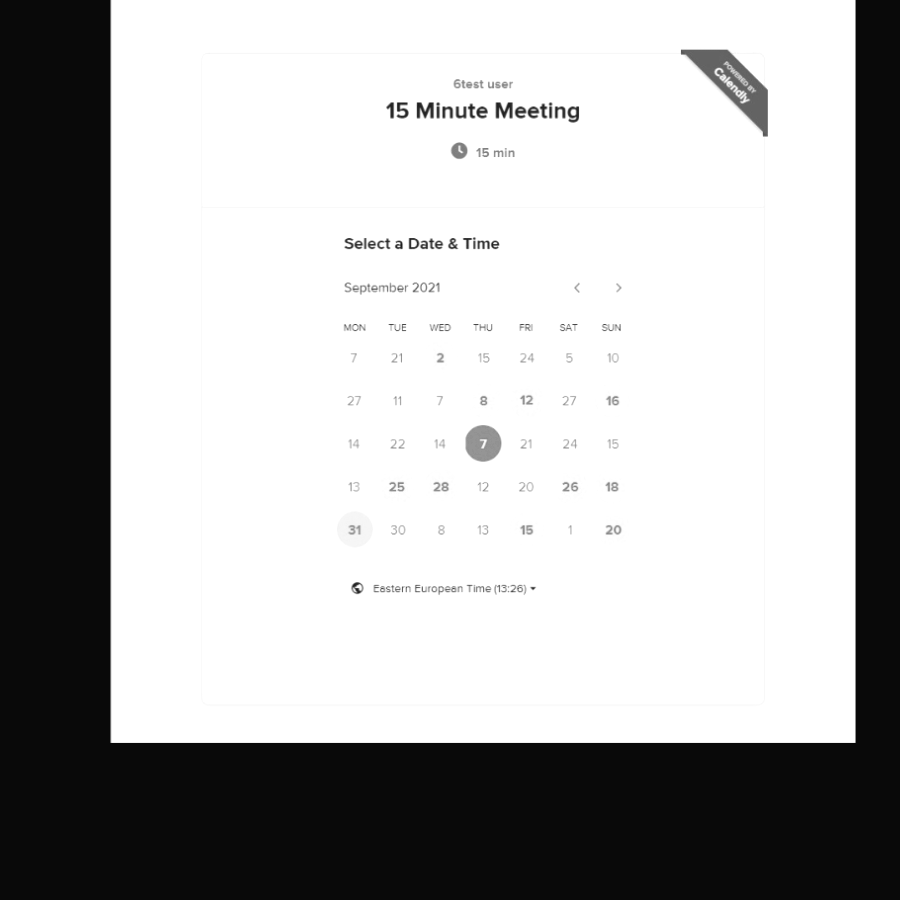 POWERED BY
Calendly
6test user
15 Minute Meeting
15 min
Select a Date & Time
September 2021
MON TUE WED THU FRI SAT SUN
7 21 2 15 24 5 10
27 11 7 8 12 27 16
14 22 14 7 21 24 15
13 25 28 12 20 26 18
31 30 8 13 15 1 20
Eastern European Time (13:26)